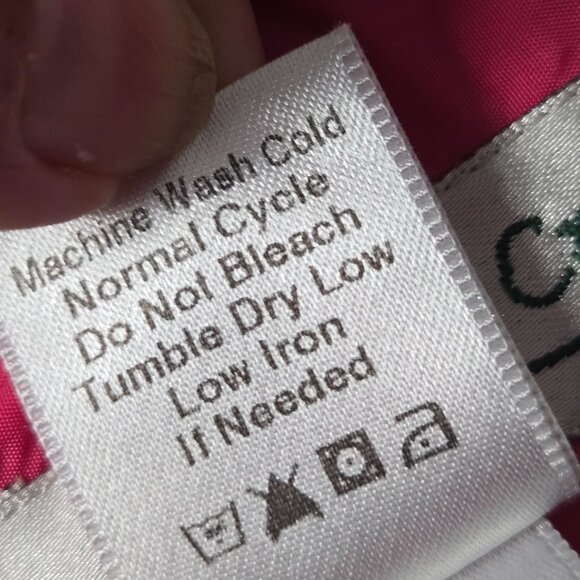 Machine Wash Cold
Normal Cycle
Do Not Bleach
Tumble Dry Low
Low Iron
If Needed